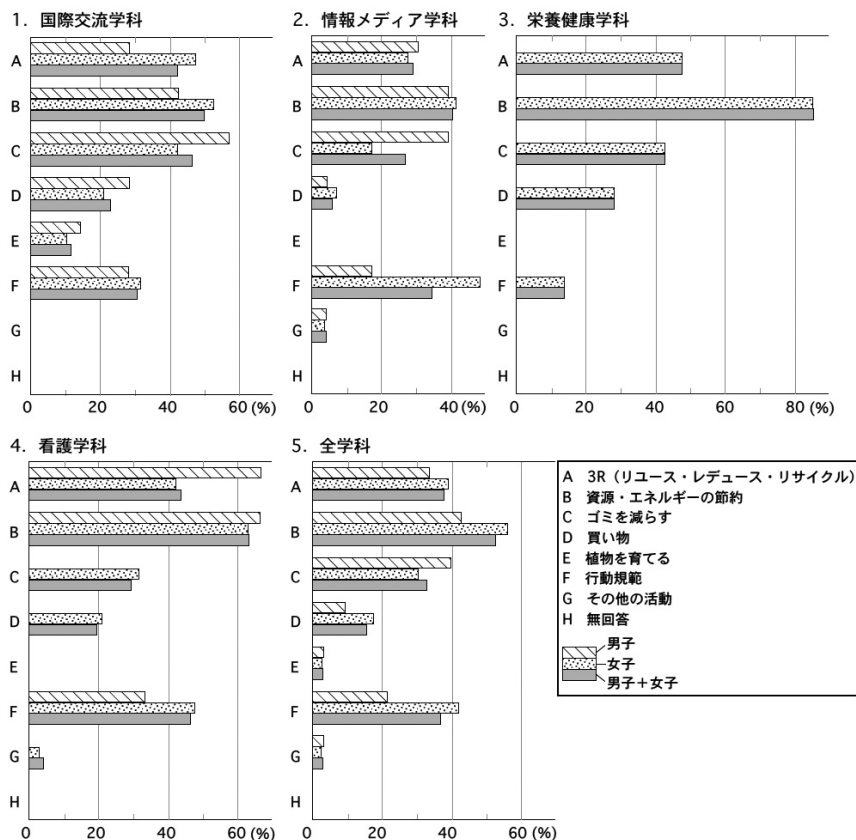 1. 国際交流学科
A
B
C
D
E
F
G
H
0 20 40 60 (%)
2. 情報メディア学科
A
B
C
D
E
F
G
H
0 20 40 (%)
3. 栄養健康学科
A
B
C
D
E
F
G
H
0 20 40 60 80 (%)
4. 看護学科
A
B
C
D
E
F
G
H
0 20 40 60 (%)
5. 全学科
A
B
C
D
E
F
G
H
0 20 40 60 (%)
A 3R（リユース・レデュース・リサイクル）
B 資源・エネルギーの節約
C ゴミを減らす
D 買い物
E 植物を育てる
F 行動規範
G その他の活動
H 無回答
男子
女子
男子＋女子